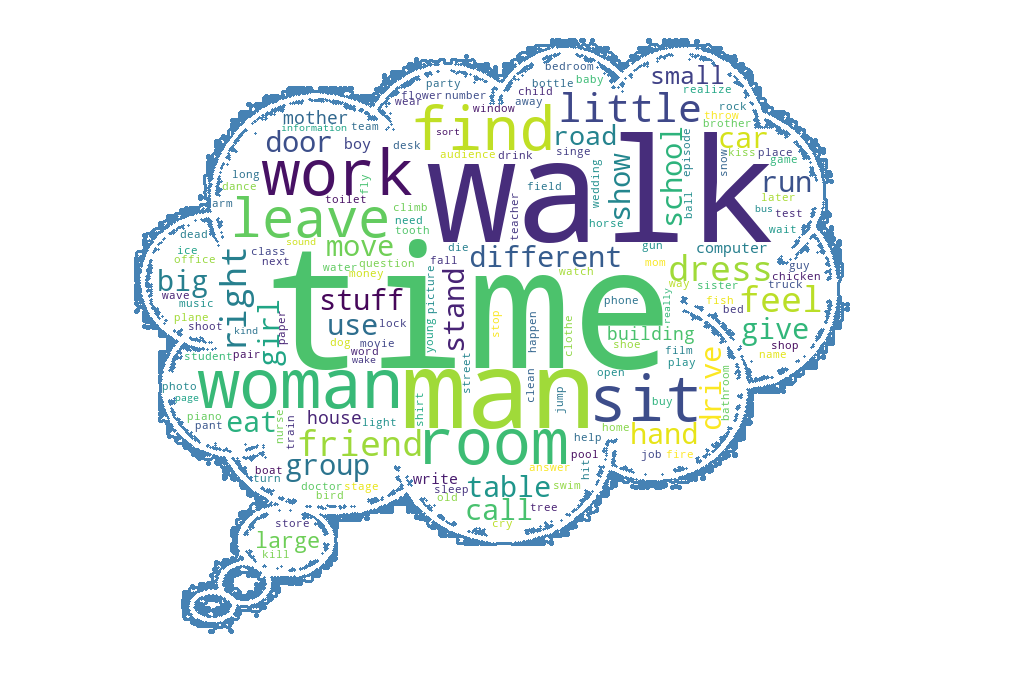 bedroom
party
bottle
baby
small
flower
number
child
realize
wear
window
away
little
rock
throw
mother
information
team
find
sort
brother
door
boy
desk
audience
drink
road
singe
car
kiss
place
long
dance
work
fly
toilet
walk
wedding
show
school
episode
ball
snow
game
run
arm
climb
teacher
field
later
bus
test
leave
need
tooth
horse
wait
dead
sound
move
die
different
gun
computer
ice
office
class
next
question
fall
watch
mom
dress
guy
chicken
big
right
water
money
picture
way
sister
truck
wave
music
time
stuff
young
stand
phone
really
fish
bed
feel
plane
shoot
kind
girl
paper
use
lock
stop
happen
clothe
building
shoe
give
shop
name
student
pair
dog
movie
word
wake
street
film
play
photo
page
woman
man
clean
jump
open
sit
buy
drive
bathroom
piano
pant
eat
nurse
train
house
light
shirt
home
hand
friend
room
help
job
fire
boat
turn
group
answer
pool
hit
doctor
stage
bird
write
sleep
old
table
swim
call
tree
cry
store
large
kill